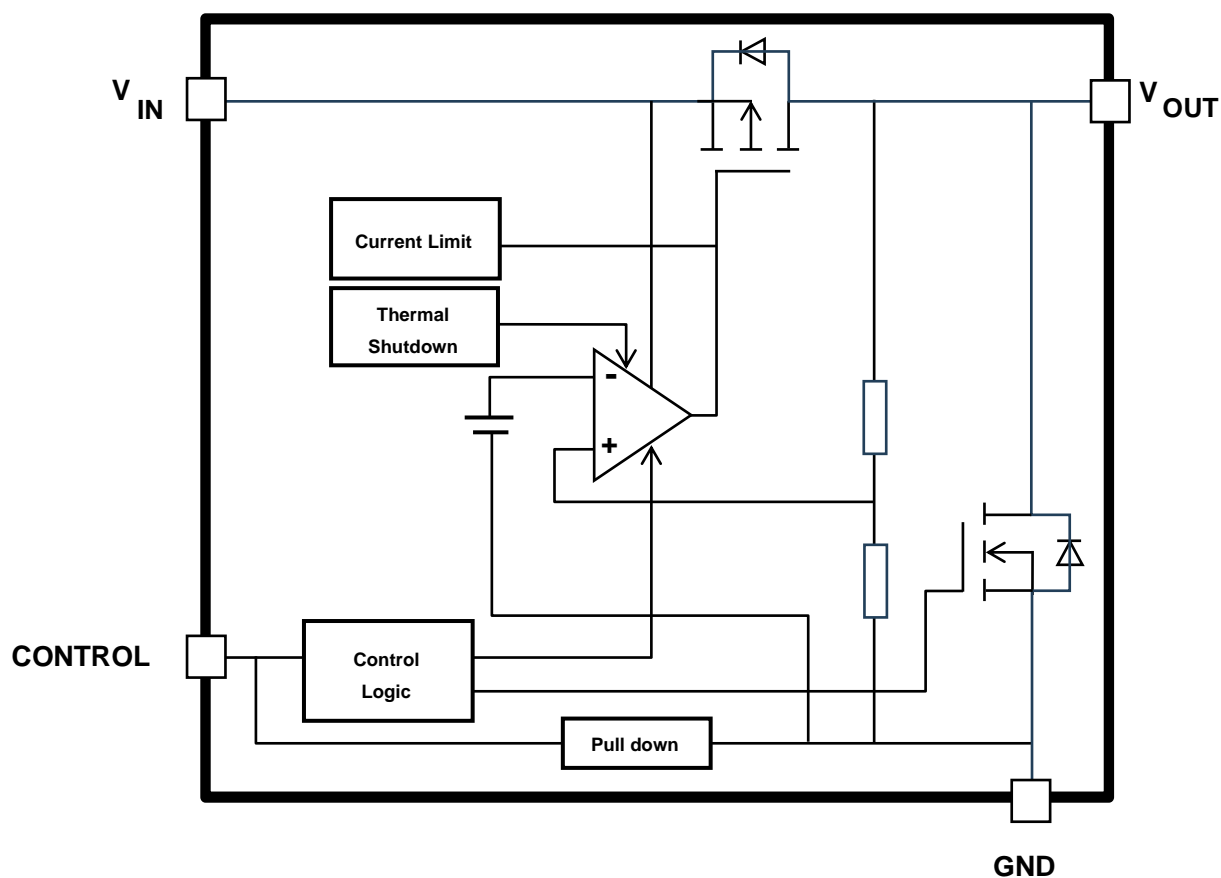 V IN
V OUT
Current Limit
Thermal
Shutdown
-
+
CONTROL
Control
Logic
Pull down
GND